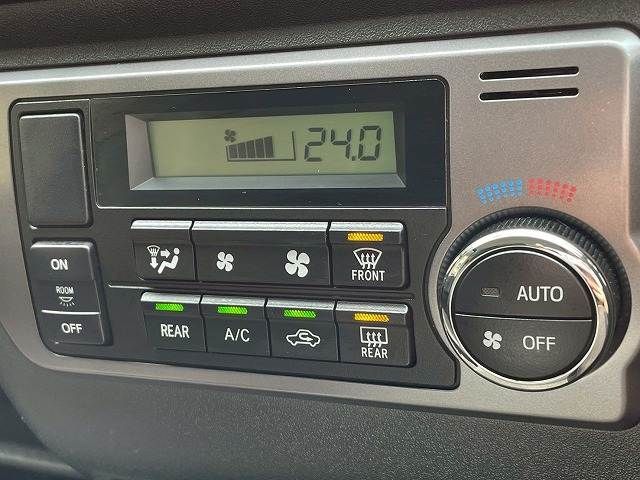 24.0
ON
ROOM
OFF
FRONT
REAR
A/C
REAR
AUTO
OFF